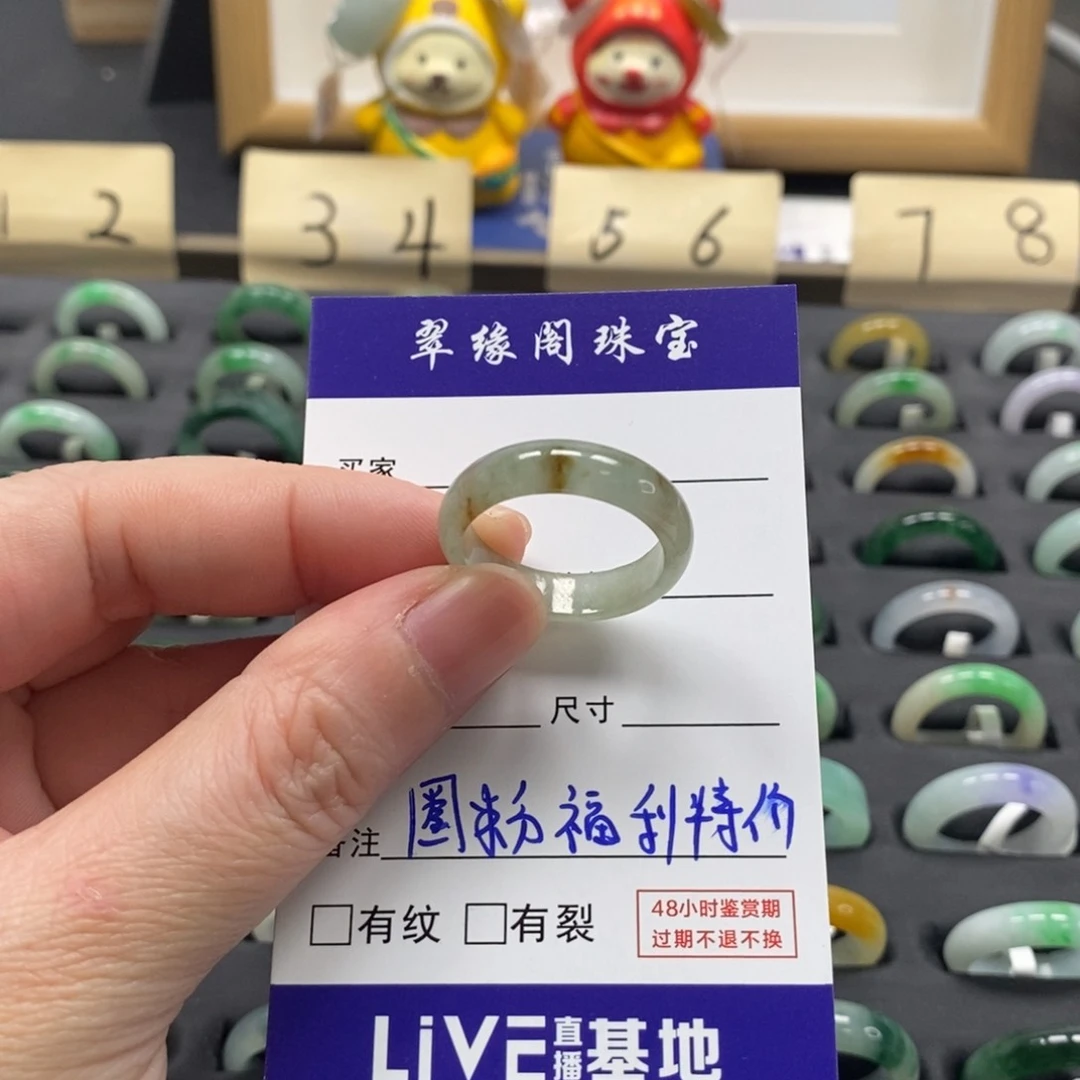 2
3 4
5 6
7 8
翠缘阁珠宝
买家
尺寸
备注 圈粉福利特价
□有纹 □有裂
48小时鉴赏期
过期不退不换
LiVE直播基地